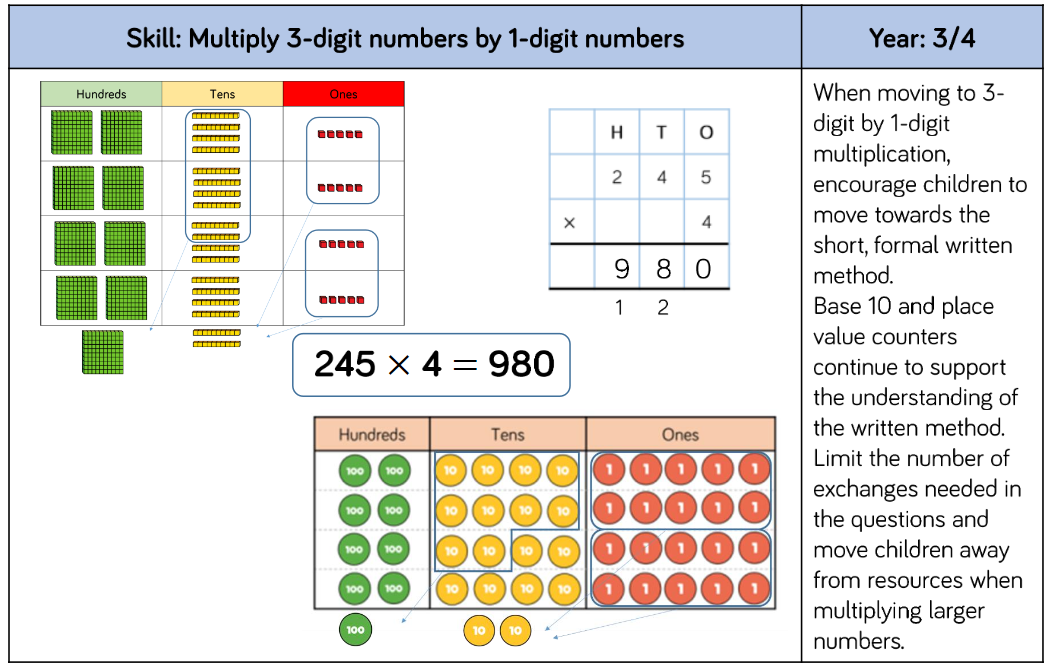 Skill: Multiply 3-digit numbers by 1-digit numbers
Year: 3/4
Hundreds Tens Ones
H T O
2 4 5
× 4
9 8 0
1 2
245 × 4 = 980
Hundreds Tens Ones
100 100 10 10 10 10 1 1 1 1 1
100 100 10 10 10 10 1 1 1 1 1
100 100 10 10 10 10 1 1 1 1 1
100 100 10 10 10 10 1 1 1 1 1
100 10 10
When moving to 3-
digit by 1-digit
multiplication,
encourage children to
move towards the
short, formal written
method.
Base 10 and place
value counters
continue to support
the understanding of
the written method.
Limit the number of
exchanges needed in
the questions and
move children away
from resources when
multiplying larger
numbers.